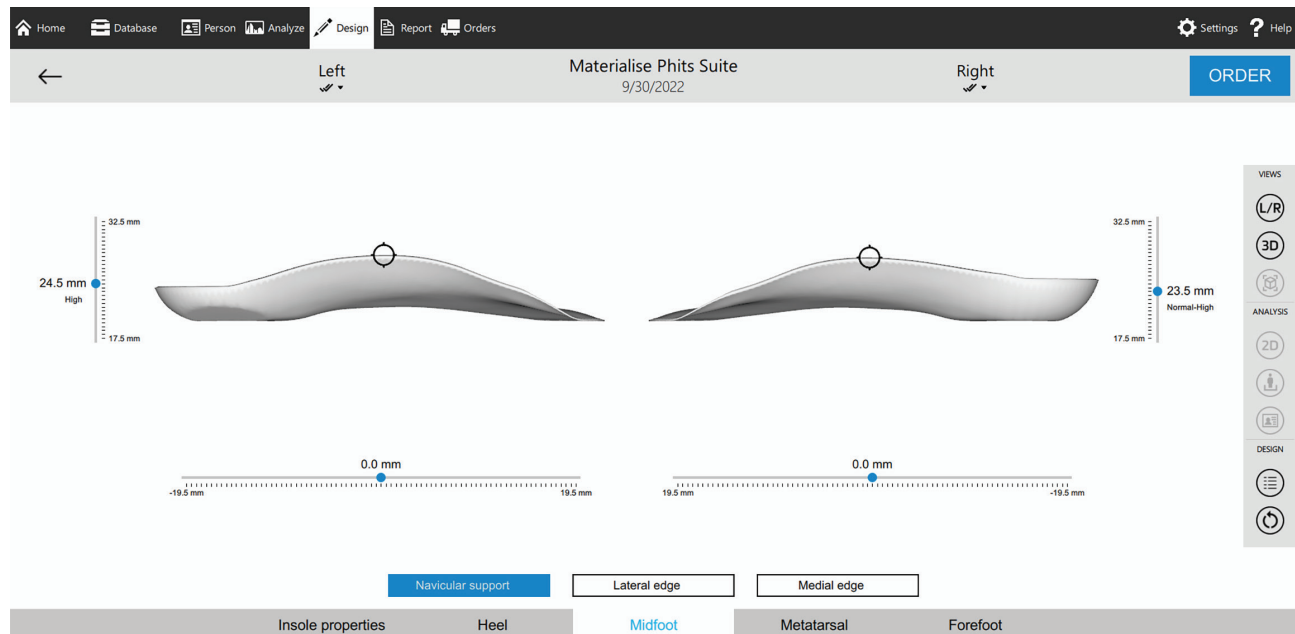 Home Database Person Analyze Design Report Orders Settings ? Help
Left Materialise Phits Suite Right ORDER
9/30/2022
VIEWS
L/R
32.5 mm 32.5 mm
3D
24.5 mm 23.5 mm
High Normal-High
ANALYSIS
17.5 mm 17.5 mm
2D
DESIGN
0.0 mm 0.0 mm
-19.5 mm 19.5 mm 19.5 mm -19.5 mm
Navicular support Lateral edge Medial edge
Insole properties Heel Midfoot Metatarsal Forefoot